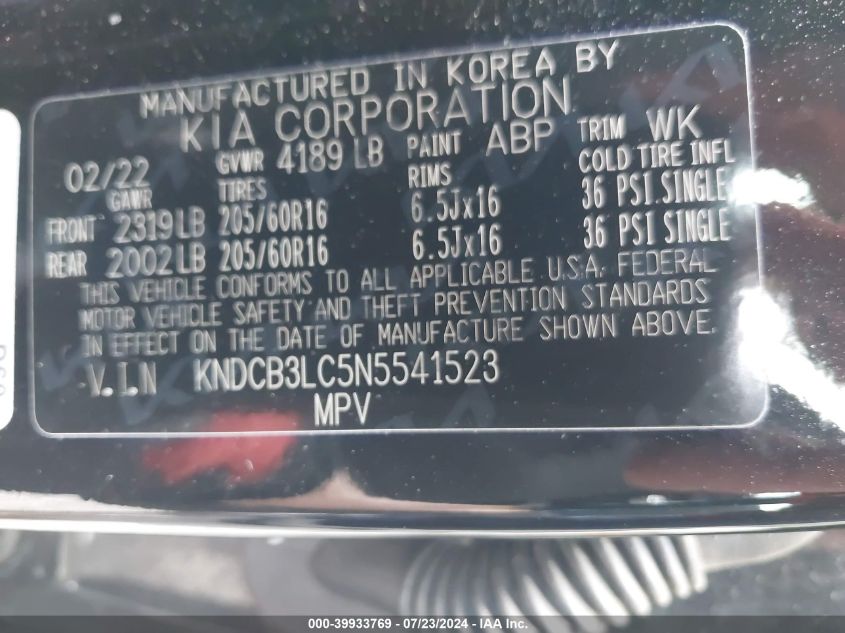 MANUFACTURED IN KOREA BY
KIA CORPORATION
02/22 GVWR 4189 LB PAINT ABP TRIM WK
GAWR TIRES RIMS COLD TIRE INFL
FRONT 2319LB 205/60R16 6.5Jx16 36 PSI.SINGLE
REAR 2002LB 205/60R16 6.5Jx16 36 PSI SINGLE
THIS VEHICLE CONFORMS TO ALL APPLICABLE U.S.A. FEDERAL
MOTOR VEHICLE SAFETY AND THEFT PREVENTION STANDARDS
IN EFFECT ON THE DATE OF MANUFACTURE SHOWN ABOVE.
V.I.N KNDCB3LC5N5541523
MPV
000-39933769 - 07/23/2024 - IAA Inc.